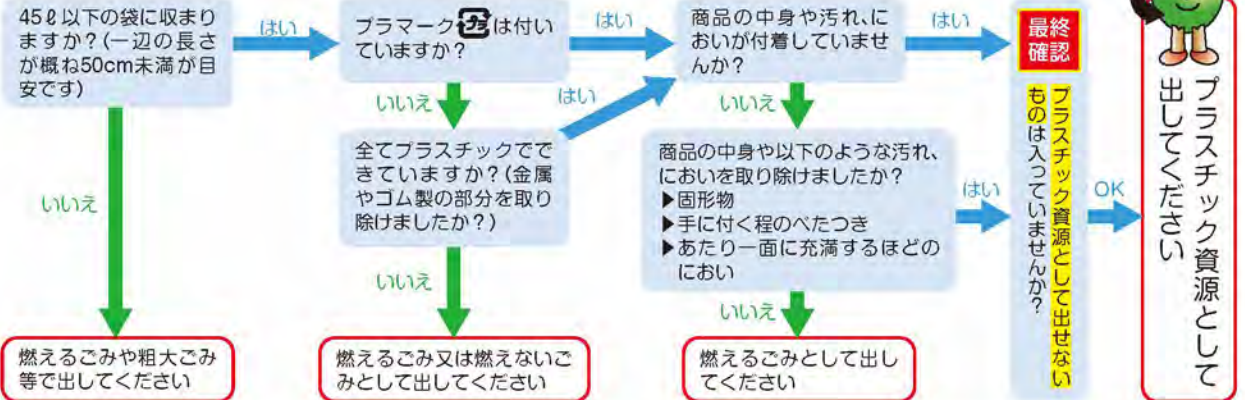 45ℓ以下の袋に収まり
ますか？(一辺の長さ
が概ね50cm未満が目
安です)
はい
いいえ
燃えるごみや粗大ごみ
等で出してください
プラマークプラは付い
ていますか？
はい
いいえ
全てプラスチックでで
きていますか？(金属
やゴム製の部分を取り
除けましたか？)
はい
いいえ
燃えるごみ又は燃えないご
みとして出してください
商品の中身や汚れ、に
おいが付着していませ
んか？
はい
いいえ
商品の中身や以下のような汚れ、
においを取り除けましたか？
▶固形物
▶手に付く程のべたつき
▶あたり一面に充満するほどの
におい
はい
いいえ
燃えるごみとして出し
てください
最終
確認
プラスチック資源として出せない
ものは入っていませんか？
OK
プラスチック資源として
出してください